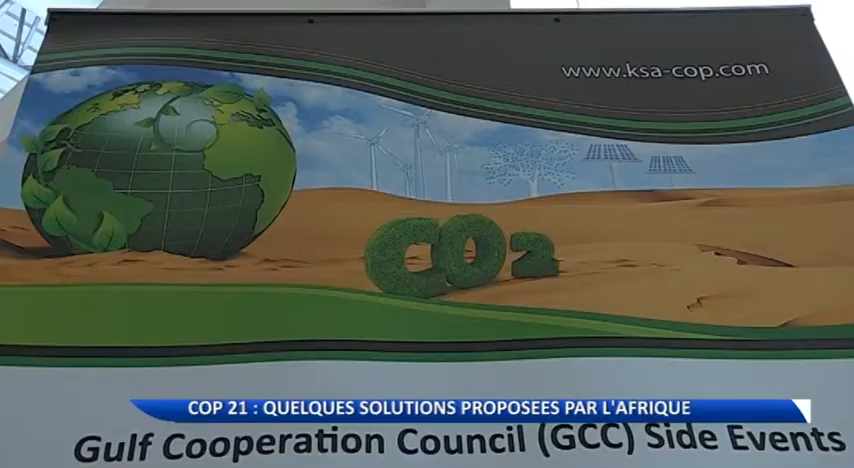 www.ksa-cop.com
CO2
COP 21 : QUELQUES SOLUTIONS PROPOSEES PAR L'AFRIQUE
Gulf Cooperation Council (GCC) Side Events